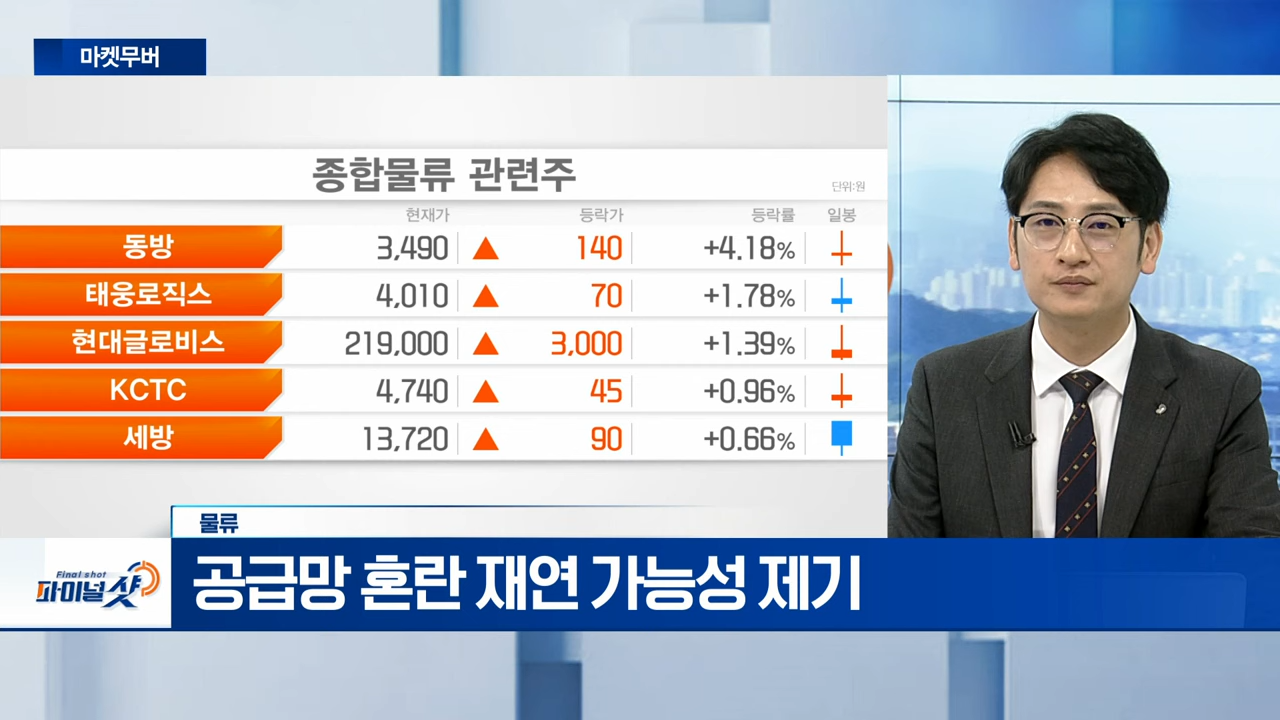 마켓무버
종합물류 관련주
단위:원
현재가 등락가 등락률 일봉
동방 3,490 ▲ 140 +4.18%
태웅로직스 4,010 ▲ 70 +1.78%
현대글로비스 219,000 ▲ 3,000 +1.39%
KCTC 4,740 ▲ 45 +0.96%
세방 13,720 ▲ 90 +0.66%
물류
Final shot
파이널샷
공급망 혼란 재연 가능성 제기